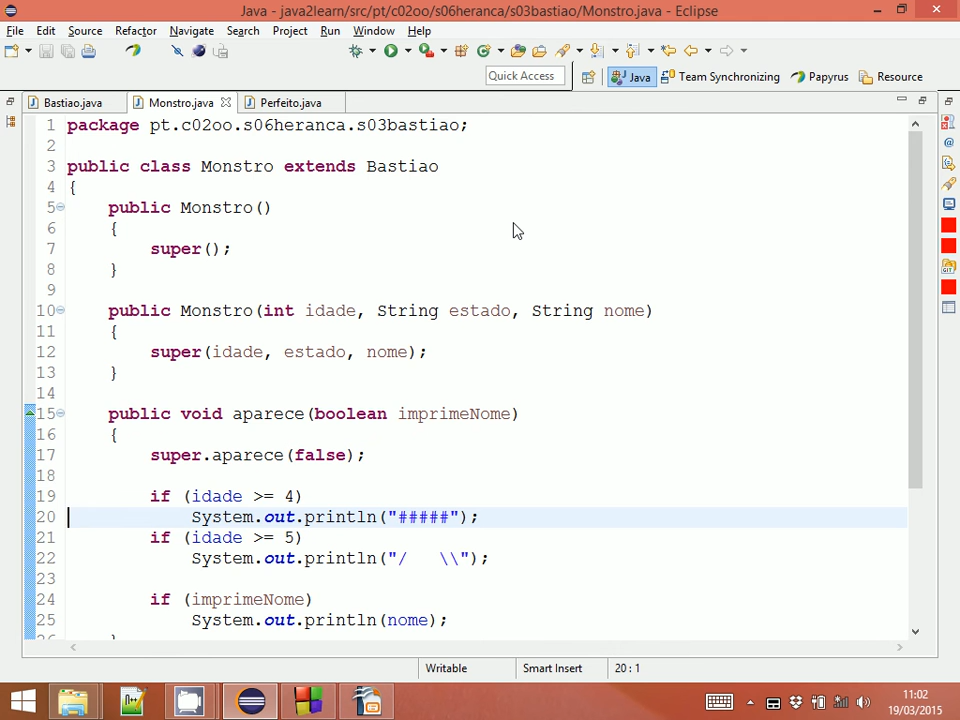 Java - java2learn/src/pt/c02oo/s06heranca/s03bastiao/Monstro.java - Eclipse
File Edit Source Refactor Navigate Search Project Run Window Help
Quick Access Java Team Synchronizing Papyrus Resource
Bastiao.java Monstro.java Perfeito.java
1 package pt.c02oo.s06heranca.s03bastiao;
2
3 public class Monstro extends Bastiao
4 {
5 public Monstro()
6 {
7 super();
8 }
9
10 public Monstro(int idade, String estado, String nome)
11 {
12 super(idade, estado, nome);
13 }
14
15 public void aparece(boolean imprimeNome)
16 {
17 super.aparece(false);
18
19 if (idade >= 4)
20 System.out.println("#####");
21 if (idade >= 5)
22 System.out.println("/   \\");
23
24 if (imprimeNome)
25 System.out.println(nome);
26 }
Writable Smart Insert 20 : 1
11:02
19/03/2015